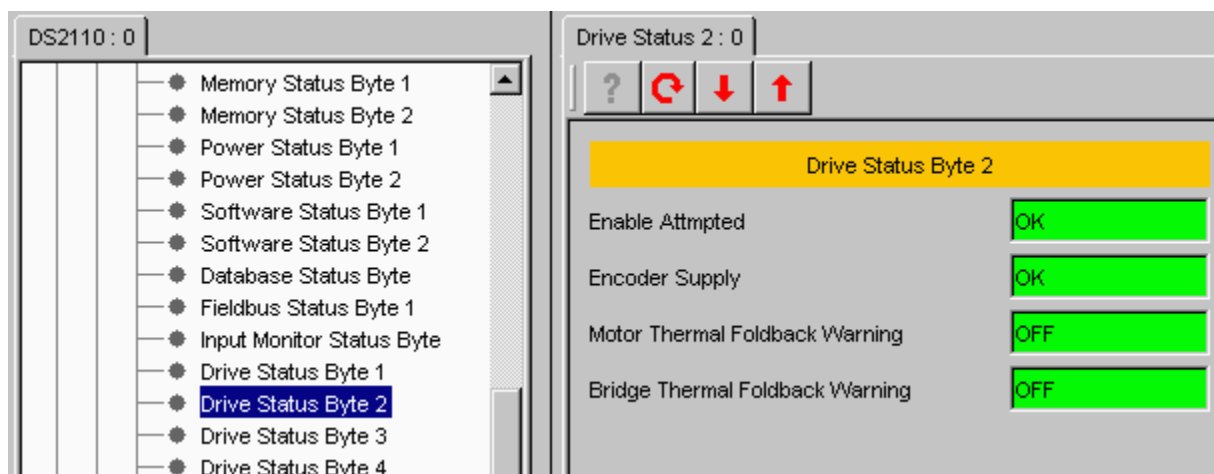 DS2110 : 0
Memory Status Byte 1
Memory Status Byte 2
Power Status Byte 1
Power Status Byte 2
Software Status Byte 1
Software Status Byte 2
Database Status Byte
Fieldbus Status Byte 1
Input Monitor Status Byte
Drive Status Byte 1
Drive Status Byte 2
Drive Status Byte 3
Drive Status Byte 4
Drive Status 2 : 0
?
Drive Status Byte 2
Enable Attmpted OK
Encoder Supply OK
Motor Thermal Foldback Warning OFF
Bridge Thermal Foldback Warning OFF